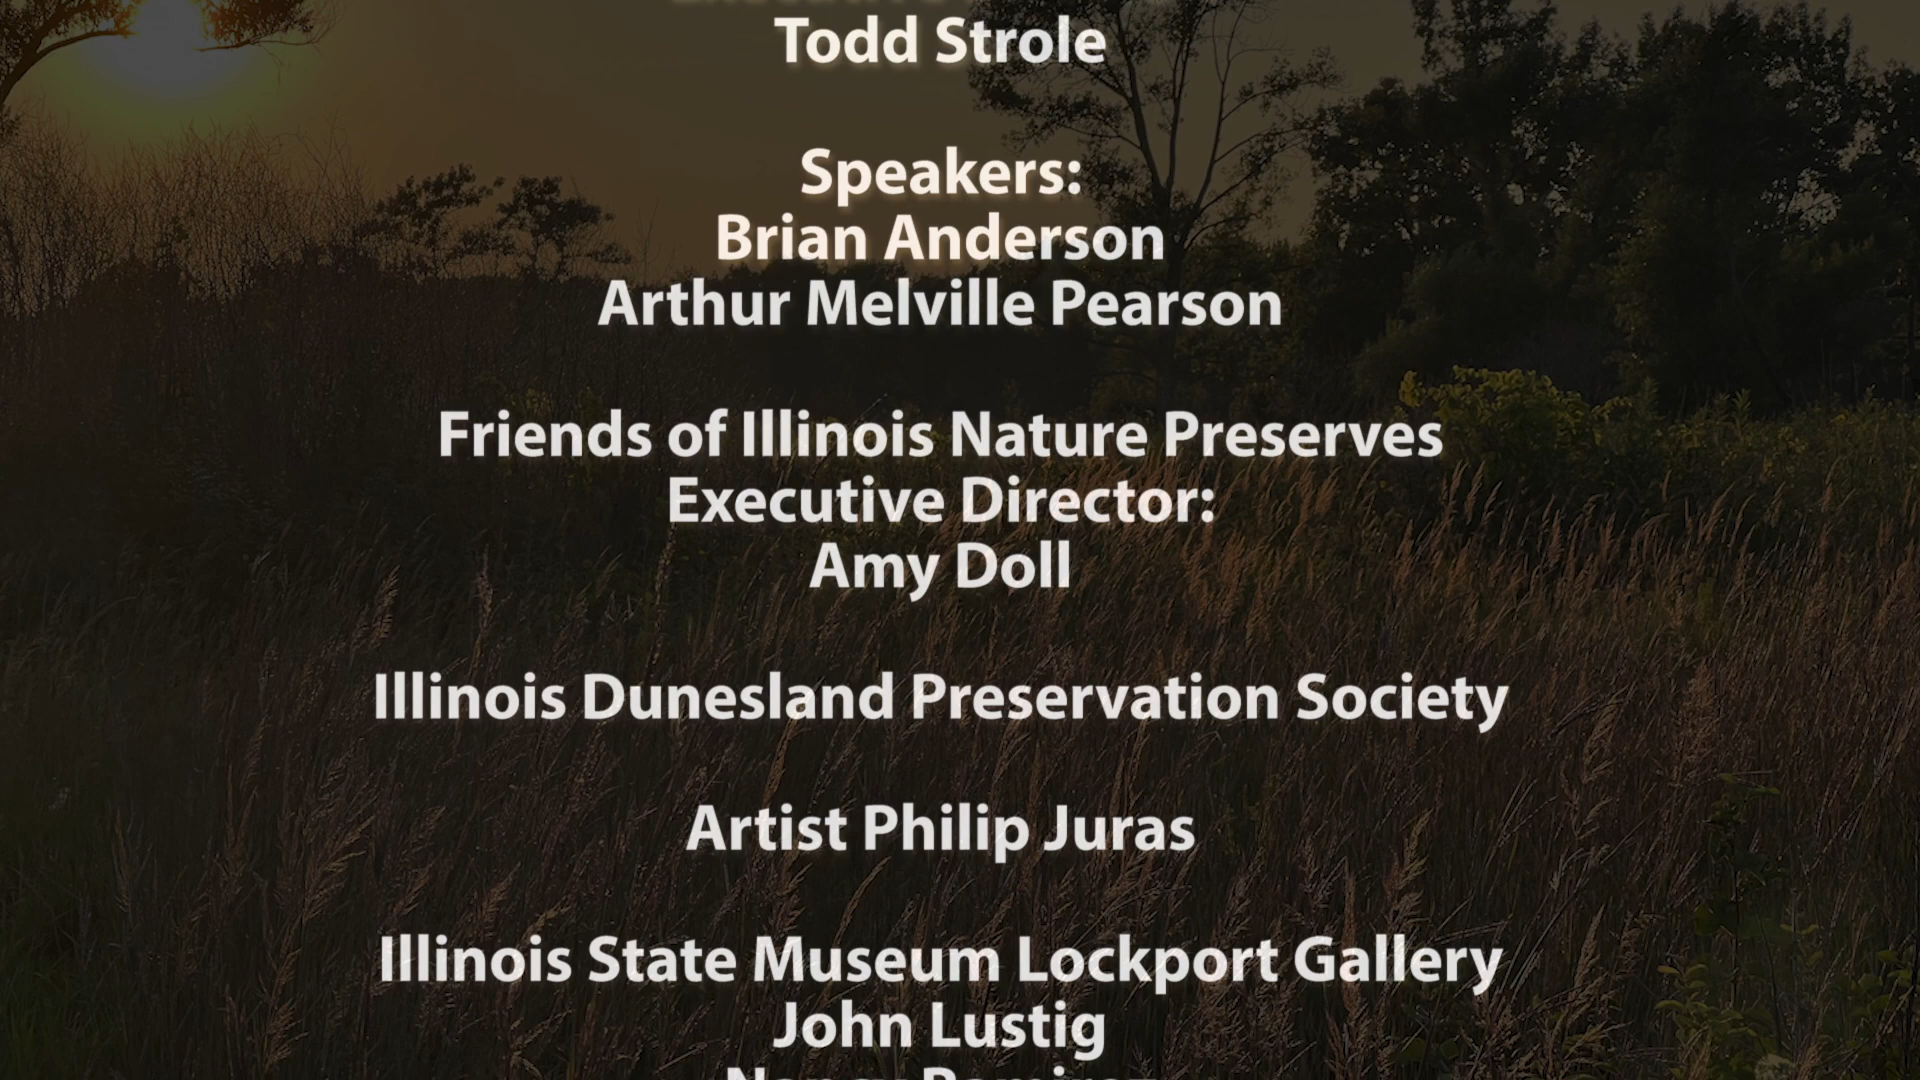 Todd Strole
Speakers:
Brian Anderson
Arthur Melville Pearson
Friends of Illinois Nature Preserves
Executive Director:
Amy Doll
Illinois Dunesland Preservation Society
Artist Philip Juras
Illinois State Museum Lockport Gallery
John Lustig